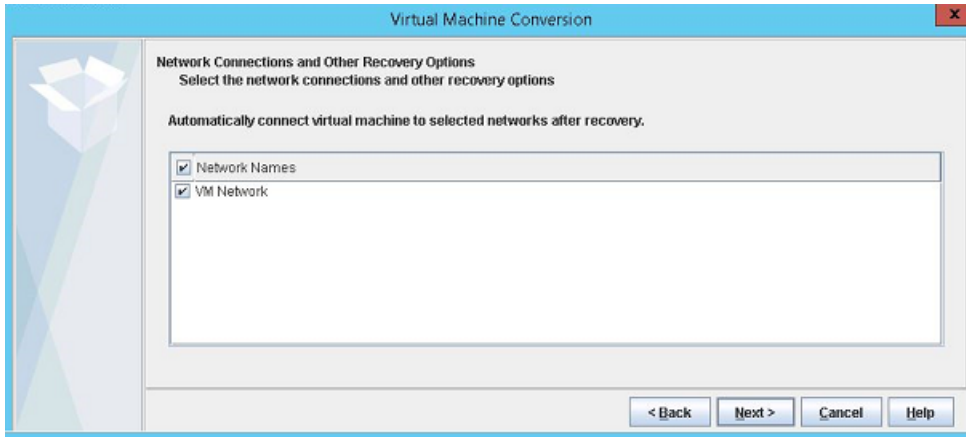 Virtual Machine Conversion
x
Network Connections and Other Recovery Options
Select the network connections and other recovery options
Automatically connect virtual machine to selected networks after recovery.
Network Names
VM Network
< Back Next > Cancel Help